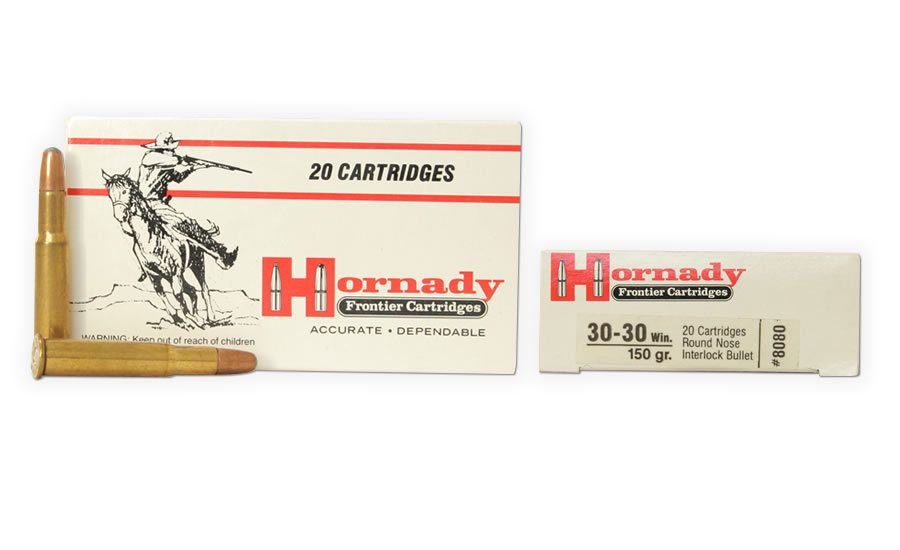 20 CARTRIDGES
Hornady
Frontier Cartridges
ACCURATE • DEPENDABLE
WARNING: Keep out of reach of children
Hornady
Frontier Cartridges
30-30 Win.
150 gr.
20 Cartridges
Round Nose
Interlock Bullet
#8080